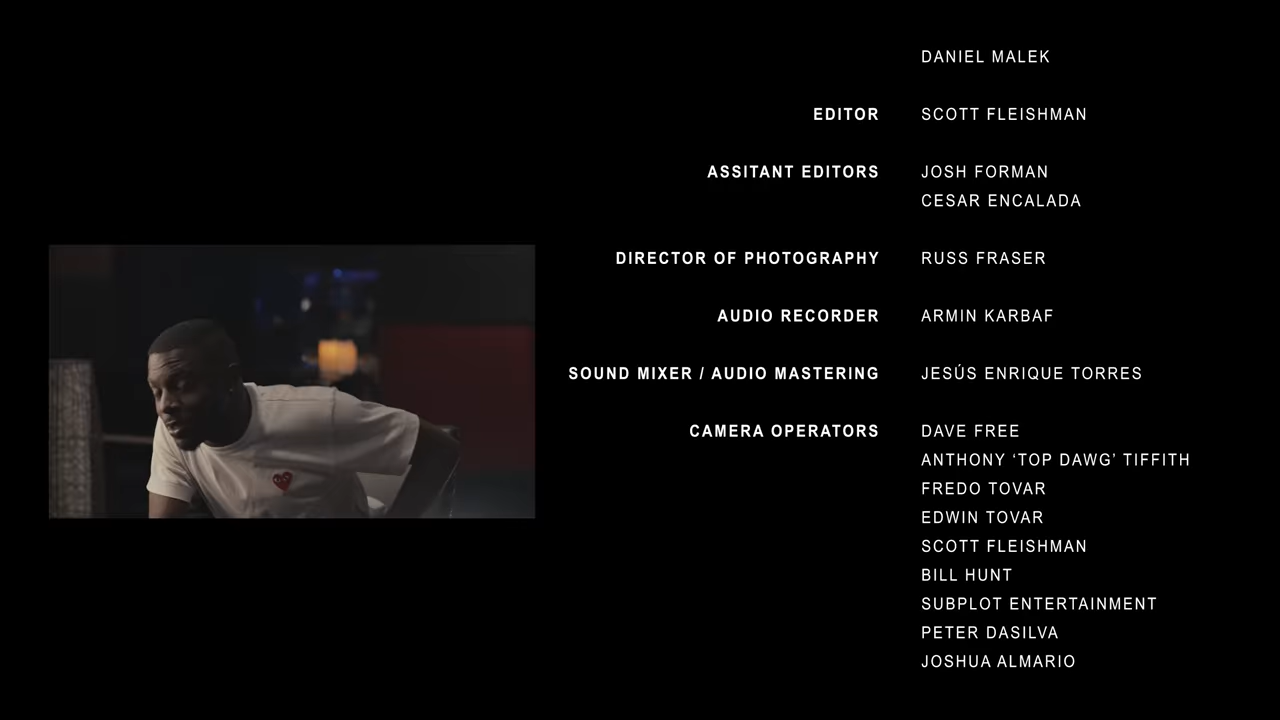 DANIEL MALEK
EDITOR SCOTT FLEISHMAN
ASSITANT EDITORS JOSH FORMAN
CESAR ENCALADA
DIRECTOR OF PHOTOGRAPHY RUSS FRASER
AUDIO RECORDER ARMIN KARBAF
SOUND MIXER / AUDIO MASTERING JESÚS ENRIQUE TORRES
CAMERA OPERATORS DAVE FREE
ANTHONY ‘TOP DAWG’ TIFFITH
FREDO TOVAR
EDWIN TOVAR
SCOTT FLEISHMAN
BILL HUNT
SUBPLOT ENTERTAINMENT
PETER DASILVA
JOSHUA ALMARIO